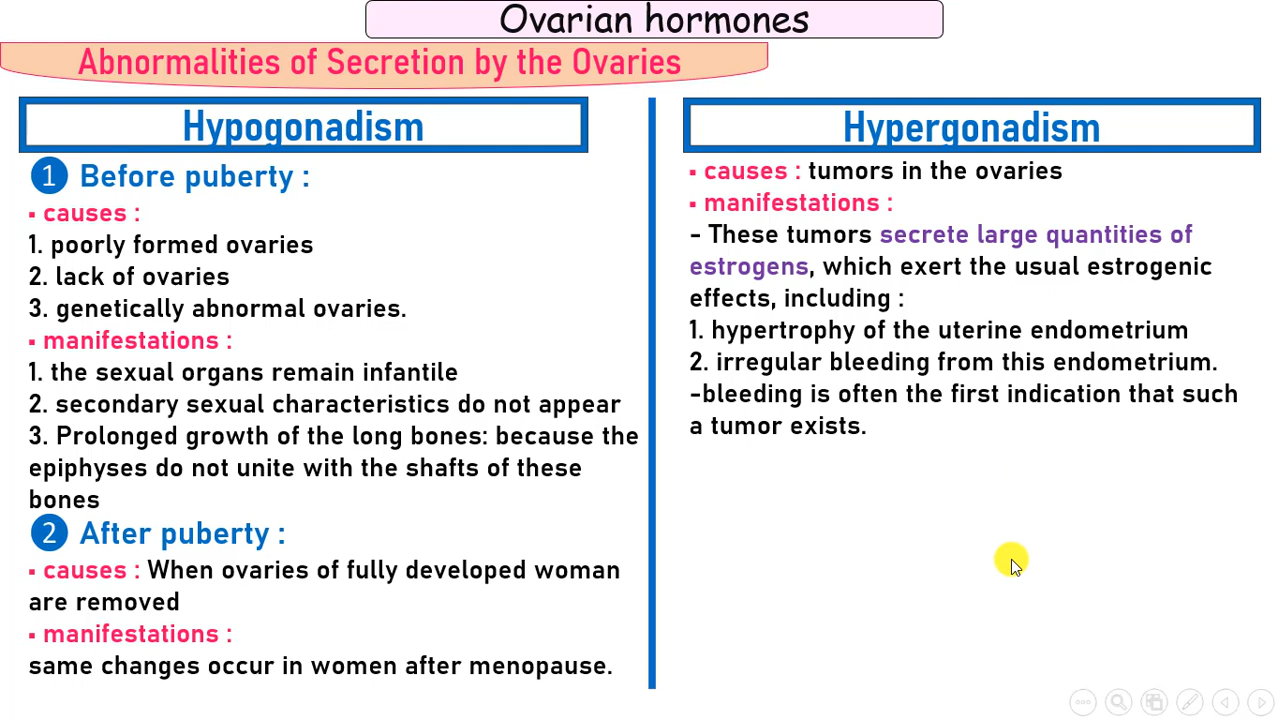 Ovarian hormones
Abnormalities of Secretion by the Ovaries
Hypogonadism
1 Before puberty :
▪ causes :
1. poorly formed ovaries
2. lack of ovaries
3. genetically abnormal ovaries.
▪ manifestations :
1. the sexual organs remain infantile
2. secondary sexual characteristics do not appear
3. Prolonged growth of the long bones: because the
epiphyses do not unite with the shafts of these
bones
2 After puberty :
▪ causes : When ovaries of fully developed woman
are removed
▪ manifestations :
same changes occur in women after menopause.
Hypergonadism
▪ causes : tumors in the ovaries
▪ manifestations :
- These tumors secrete large quantities of
estrogens, which exert the usual estrogenic
effects, including :
1. hypertrophy of the uterine endometrium
2. irregular bleeding from this endometrium.
-bleeding is often the first indication that such
a tumor exists.